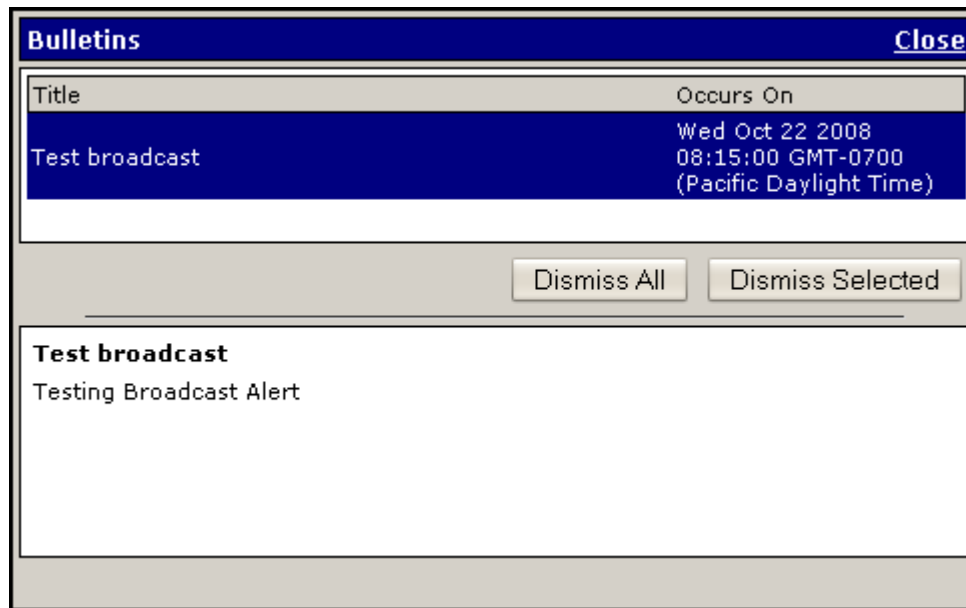 Bulletins Close
Title Occurs On
Test broadcast Wed Oct 22 2008
08:15:00 GMT-0700
(Pacific Daylight Time)
Dismiss All Dismiss Selected
Test broadcast
Testing Broadcast Alert